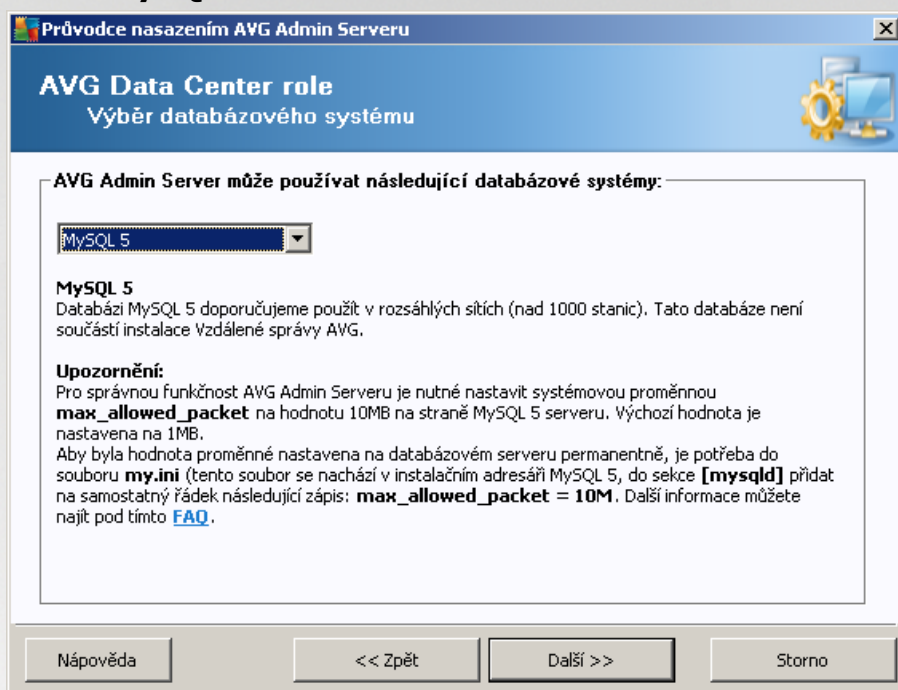 Průvodce nasazením AVG Admin Serveru
AVG Data Center role
Výběr databázového systému
AVG Admin Server může používat následující databázové systémy:
MySQL 5
MySQL 5
Databázi MySQL 5 doporučujeme použít v rozsáhlých sítích (nad 1000 stanic). Tato databáze není
součástí instalace Vzdálené správy AVG.
Upozornění:
Pro správnou funkčnost AVG Admin Serveru je nutné nastavit systémovou proměnnou
max_allowed_packet na hodnotu 10MB na straně MySQL 5 serveru. Výchozí hodnota je
nastavena na 1MB.
Aby byla hodnota proměnné nastavena na databázovém serveru permanentně, je potřeba do
souboru my.ini (tento soubor se nachází v instalačním adresáři MySQL 5, do sekce [mysqld] přidat
na samostatný řádek následující zápis: max_allowed_packet = 10M. Další informace můžete
najít pod tímto FAQ.
Nápověda
<< Zpět
Další >>
Storno